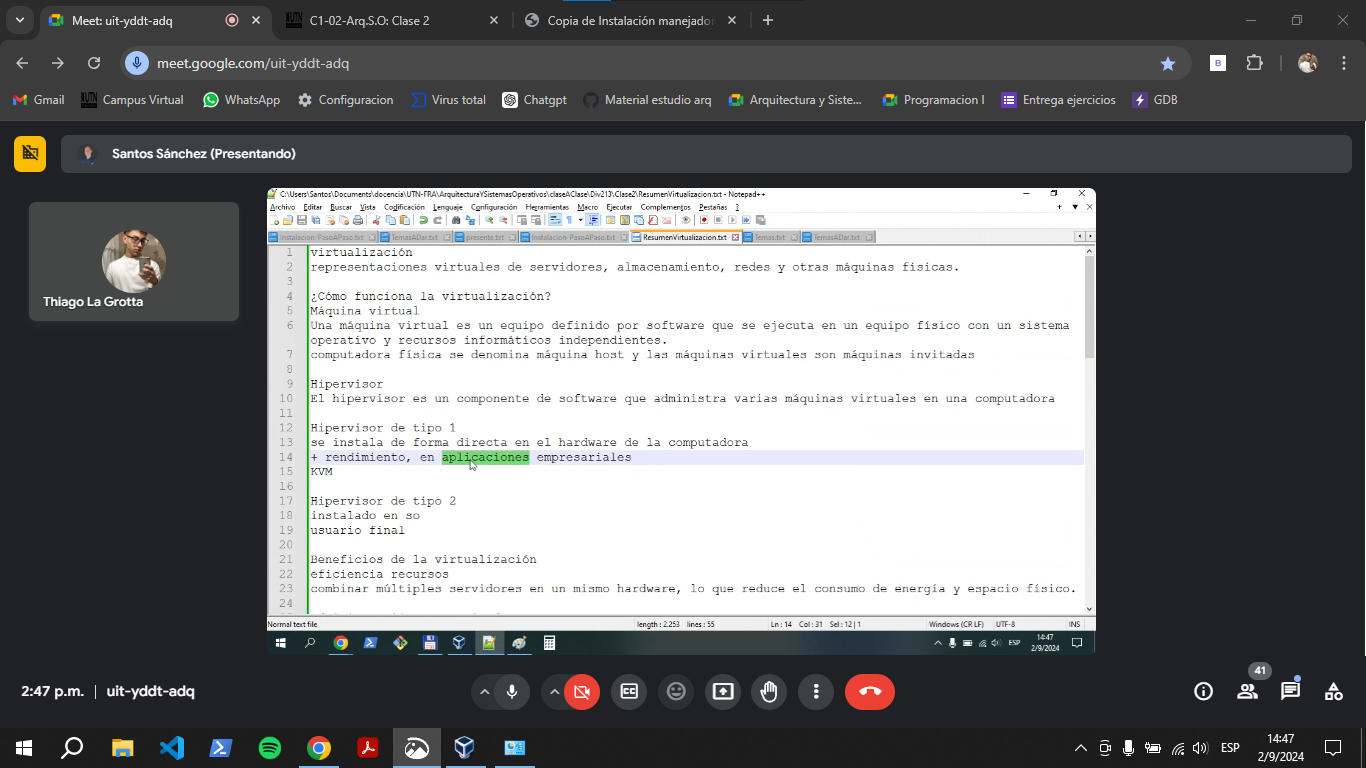 Meet: uit-yddt-adq
C1-02-Arq.S.O: Clase 2
Copia de Instalación manejador
meet.google.com/uit-yddt-adq
Gmail
Campus Virtual
WhatsApp
Configuracion
Virus total
Chatgpt
Material estudio arq
Arquitectura y Siste...
Programacion I
Entrega ejercicios
GDB
Santos Sánchez (Presentando)
Thiago La Grotta
C:\Users\Santos\Documents\docencia\UTN-FRA\ArquitecturaYSistemasOperativos\claseAClase\Div213\Clase2\ResumenVirtualizacion.txt - Notepad++
Archivo Editar Buscar Vista Codificación Lenguaje Configuración Herramientas Macro Ejecutar Complementos Pestañas ?
Instalacion-PasoAPaso.txt TemasADar.txt presente.txt Instalacion-PasoAPaso.txt ResumenVirtualizacion.txt Temas.txt TemasADar.txt
1 virtualización
2 representaciones virtuales de servidores, almacenamiento, redes y otras máquinas físicas.
3
4 ¿Cómo funciona la virtualización?
5 Máquina virtual
6 Una máquina virtual es un equipo definido por software que se ejecuta en un equipo físico con un sistema
operativo y recursos informáticos independientes.
7 computadora física se denomina máquina host y las máquinas virtuales son máquinas invitadas
8
9 Hipervisor
10 El hipervisor es un componente de software que administra varias máquinas virtuales en una computadora
11
12 Hipervisor de tipo 1
13 se instala de forma directa en el hardware de la computadora
14 + rendimiento, en aplicaciones empresariales
15 KVM
16
17 Hipervisor de tipo 2
18 instalado en so
19 usuario final
20
21 Beneficios de la virtualización
22 eficiencia recursos
23 combinar múltiples servidores en un mismo hardware, lo que reduce el consumo de energía y espacio físico.
24
Normal text file length : 2.253 lines : 55 Ln : 14 Col : 31 Sel : 12 | 1 Windows (CR LF) UTF-8 INS
ESP
14:47
2/9/2024
2:47 p.m. | uit-yddt-adq
41
ESP
14:47
2/9/2024